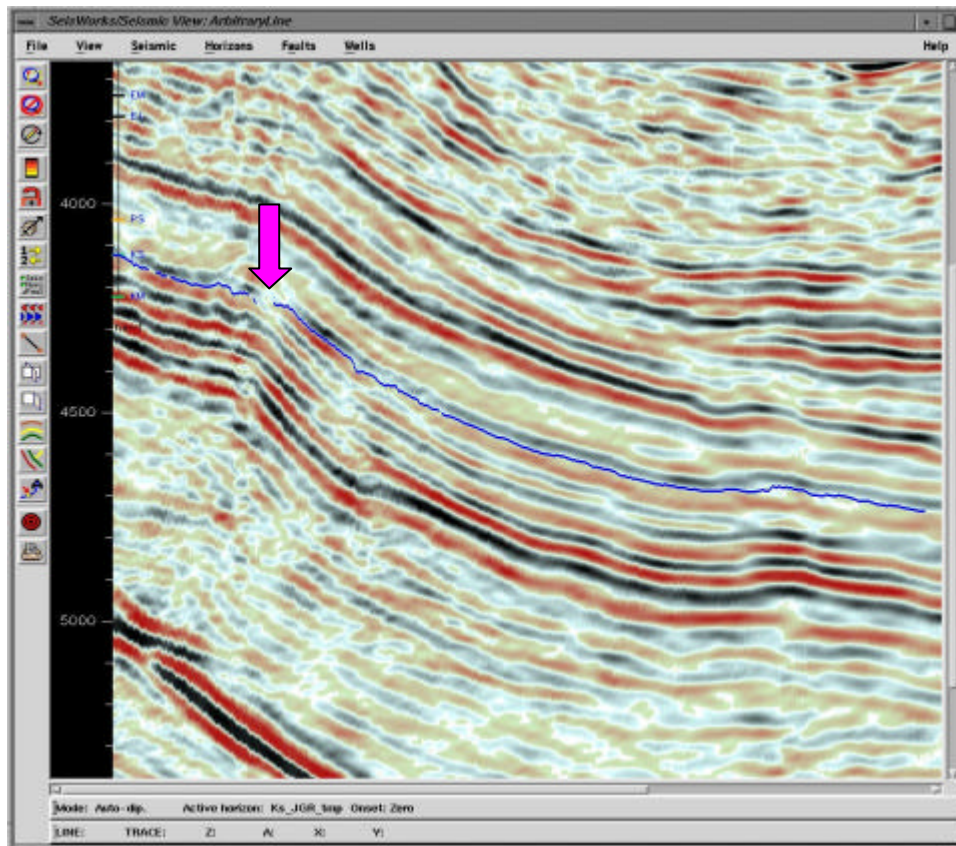 SeisWorks/Seismic View: ArbitraryLine
File View Seismic Horizons Faults Wells Help
EM
4000
PS
4500
5000
Mode: Auto-dip. Active horizon: Ks_JGR_tmp Onset: Zero
LINE: TRACE: Z: A: X: Y: